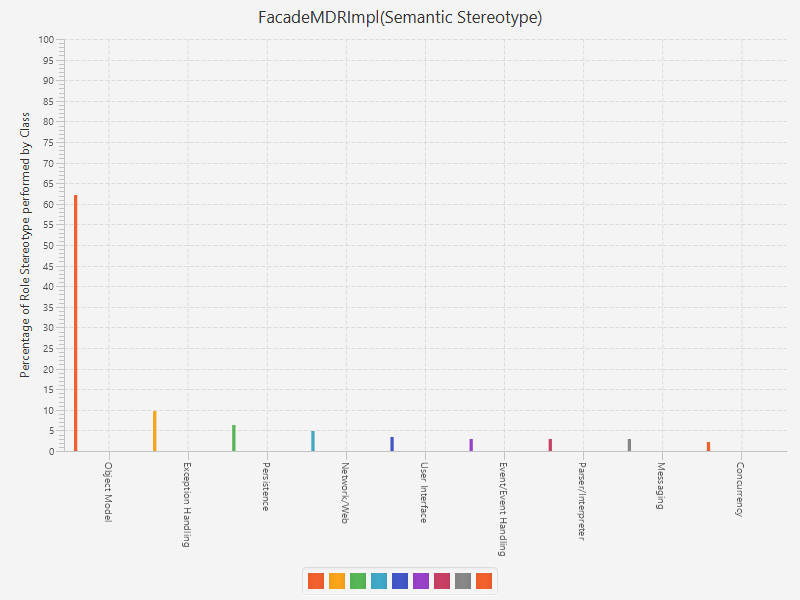 FacadeMDRImpl(Semantic Stereotype)
Percentage of Role Stereotype performed by Class
100
95
90
85
80
75
70
65
60
55
50
45
40
35
30
25
20
15
10
5
0
Object Model
Exception Handling
Persistence
Network/Web
User Interface
Event/Event Handling
Parser/Interpreter
Messaging
Concurrency